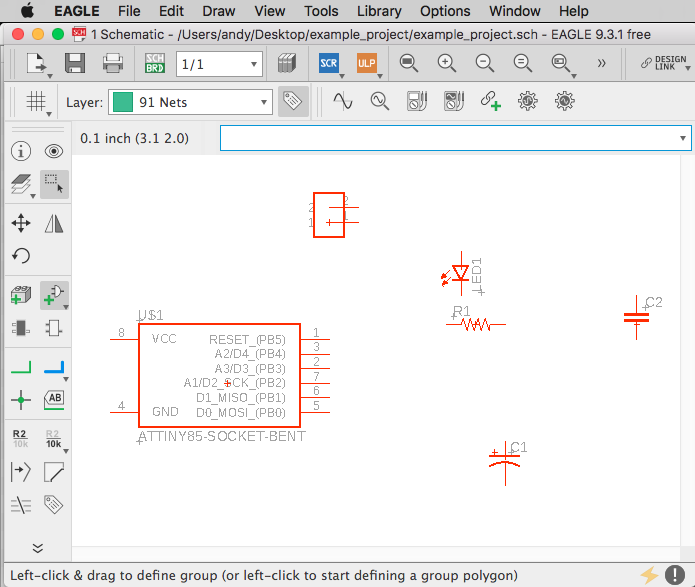 EAGLE File Edit Draw View Tools Library Options Window Help
1 Schematic - /Users/andy/Desktop/example_project/example_project.sch - EAGLE 9.3.1 free
SCH BRD 1/1 SCR ULP » DESIGN LINK
Layer: 91 Nets
0.1 inch (3.1 2.0)
2 2
1 1
LED1
R1
C2
U$1
8 VCC RESET_(PB5) 1
A2/D4_(PB4) 3
A3/D3_(PB3) 2
A1/D2_SCK_(PB2) 7
D1_MISO_(PB1) 6
4 GND D0_MOSI_(PB0) 5
ATTINY85-SOCKET-BENT
C1
AB
R2 R2
10k 10k
Left-click & drag to define group (or left-click to start defining a group polygon)